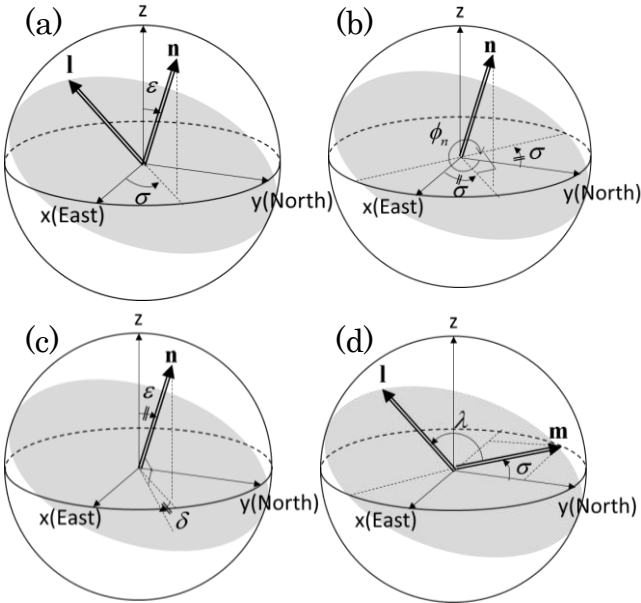 (a)
z
n
l
ε
σ
x(East)
y(North)
(b)
z
n
ϕn
σ
σ
x(East)
y(North)
(c)
z
n
ε
x(East)
δ
y(North)
(d)
z
l
λ
m
σ
x(East)
y(North)